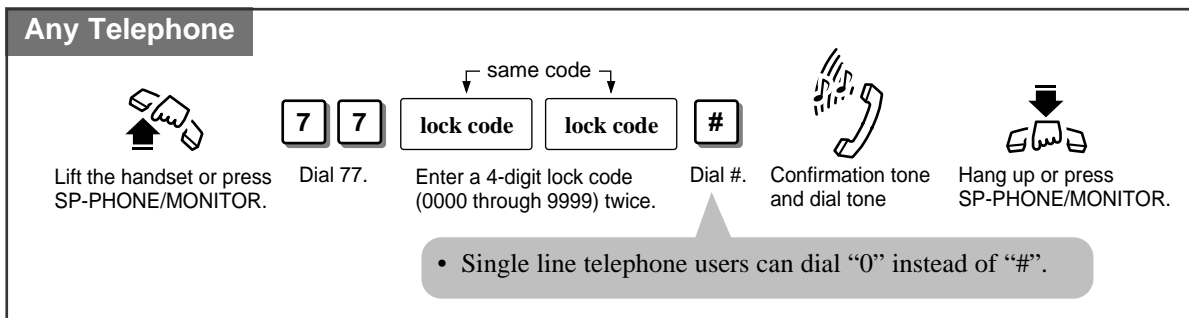 Any Telephone
same code
7 7 lock code lock code #
Lift the handset or press
SP-PHONE/MONITOR.
Dial 77.
Enter a 4-digit lock code
(0000 through 9999) twice.
Dial #.
Confirmation tone
and dial tone
Hang up or press
SP-PHONE/MONITOR.
• Single line telephone users can dial “0” instead of “#”.